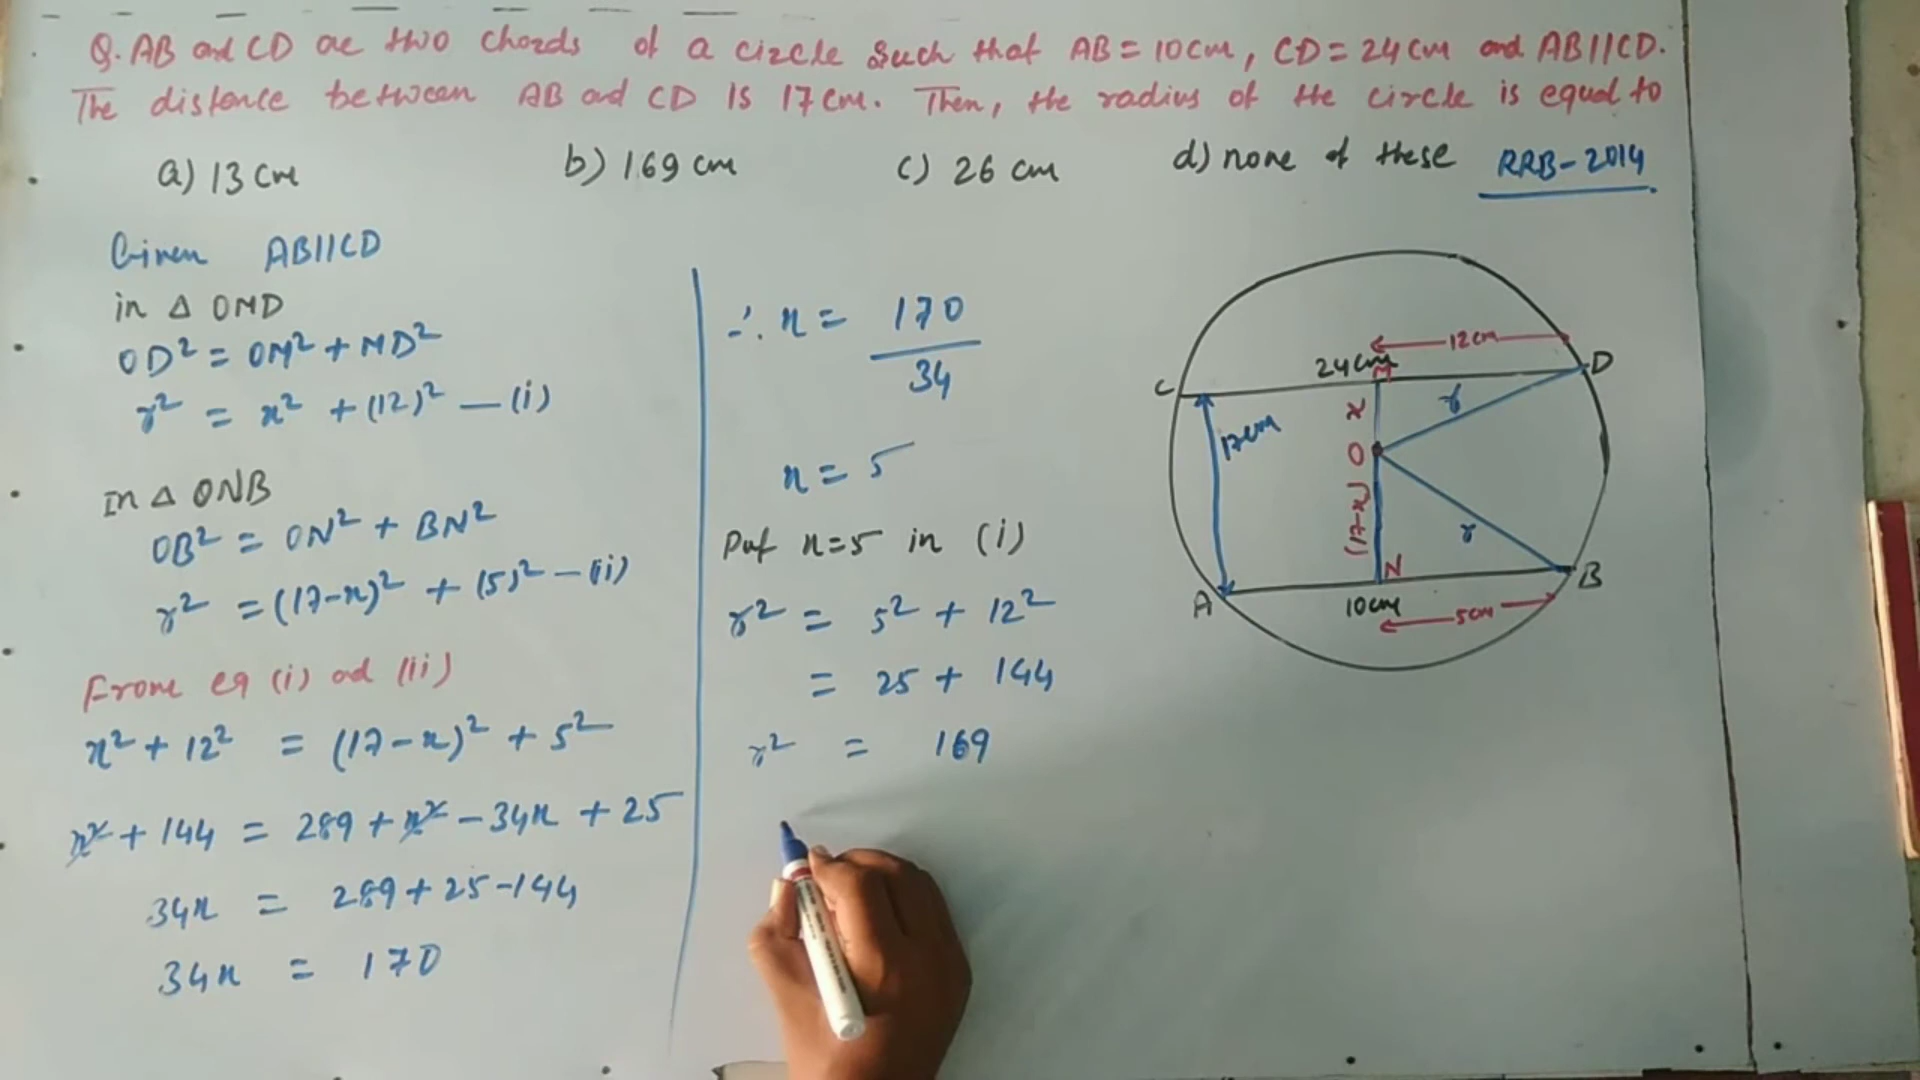 Q. AB and CD are two chords of a circle such that AB = 10cm, CD = 24cm and AB||CD.
The distance between AB and CD is 17cm. Then, the radius of the circle is equal to
a) 13 cm b) 169 cm c) 26 cm d) none of these RRB-2014
Given AB||CD
in Δ OMD
OD² = OM² + MD²
r² = x² + (12)² — (i)
In Δ ONB
OB² = ON² + BN²
r² = (17-x)² + (5)² — (ii)
From eq (i) ad (ii)
x² + 12² = (17-x)² + 5²
x² + 144 = 289 + x² - 34x + 25
34x = 289 + 25 - 144
34x = 170
∴ x = 170/34
x = 5
Put x=5 in (i)
r² = 5² + 12²
= 25 + 144
r² = 169
12cm
24cm
M
D
C
x
r
17cm
O
(17-x)
r
N
B
A
10cm
5cm